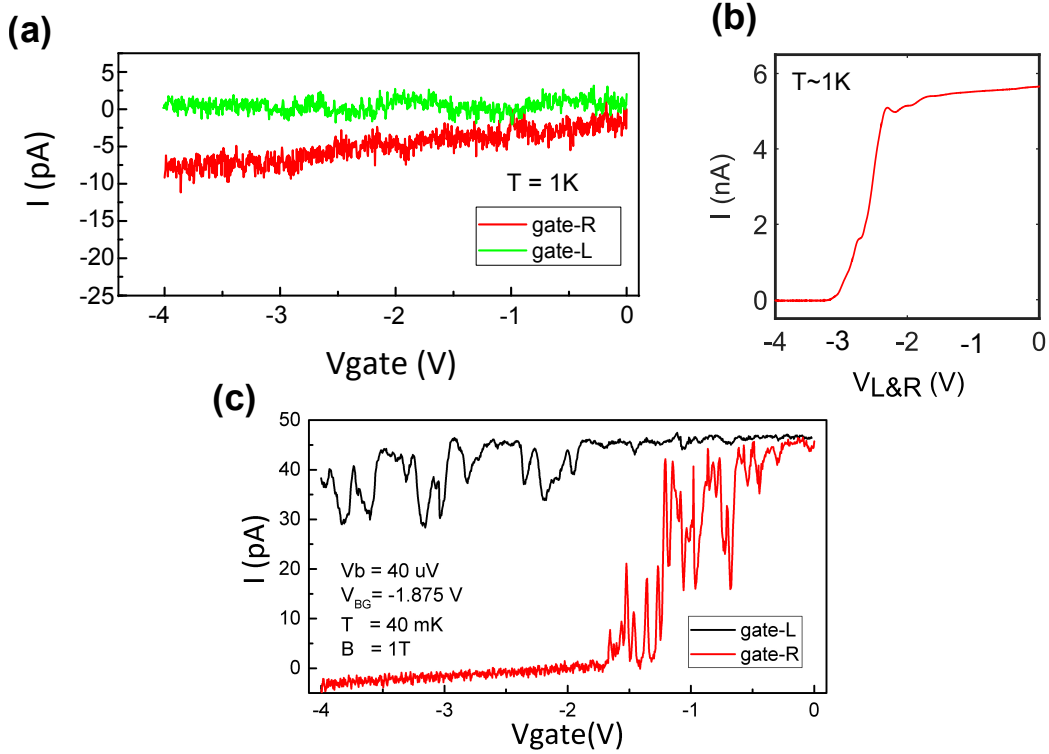 (a)
5
0
-5
-10
-15
-20
-25
I (pA)
T = 1K
gate-R
gate-L
-4
-3
-2
-1
0
Vgate (V)
(b)
6
4
2
0
I (nA)
T~1K
-4
-3
-2
-1
0
VL&R (V)
(c)
50
40
30
20
10
0
I (pA)
Vb = 40 uV
VBG= -1.875 V
T = 40 mK
B = 1T
gate-L
gate-R
-4
-3
-2
-1
0
Vgate(V)